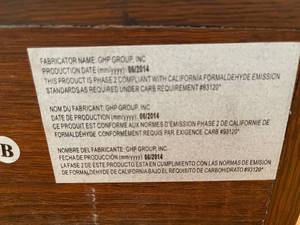 FABRICATOR NAME: GHP GROUP, INC
PRODUCTION DATE (mm/yyyy) 06/2014
THIS PRODUCT IS PHASE 2 COMPLIANT WITH CALIFORNIA FORMALDEHYDE EMISSION
STANDARDS AS REQUIRED UNDER CARB REQUIREMENT #93120"
NOM DU FABRICANT: GHP GROUP, INC
DATE DE PRODUCTION (mm/yyyy) 06/2014
CE PRODUIT EST CONFORME AUX NORMES D'EMISSION PHASE 2 DE CALIFORNIE DE
FORMALDEHYDE CONFORMEMENT REQUIS PAR EXIGENCE CARB #93120"
NOMBRE DEL FABRICANTE: GHP GROUP, INC.
FECHA DE PRODUCCIÓN (mm/yyyy) 06/2014
LA FASE 2 DE ESTE PRODUCTO ESTA EN CUMPLIMIENTO CON LAS NORMAS DE EMISIÓN
DE FORMALDEHYDE DE CALIFORNIA BAJO EL REQUISITO DE CARBOHIDRATO #93120"
B